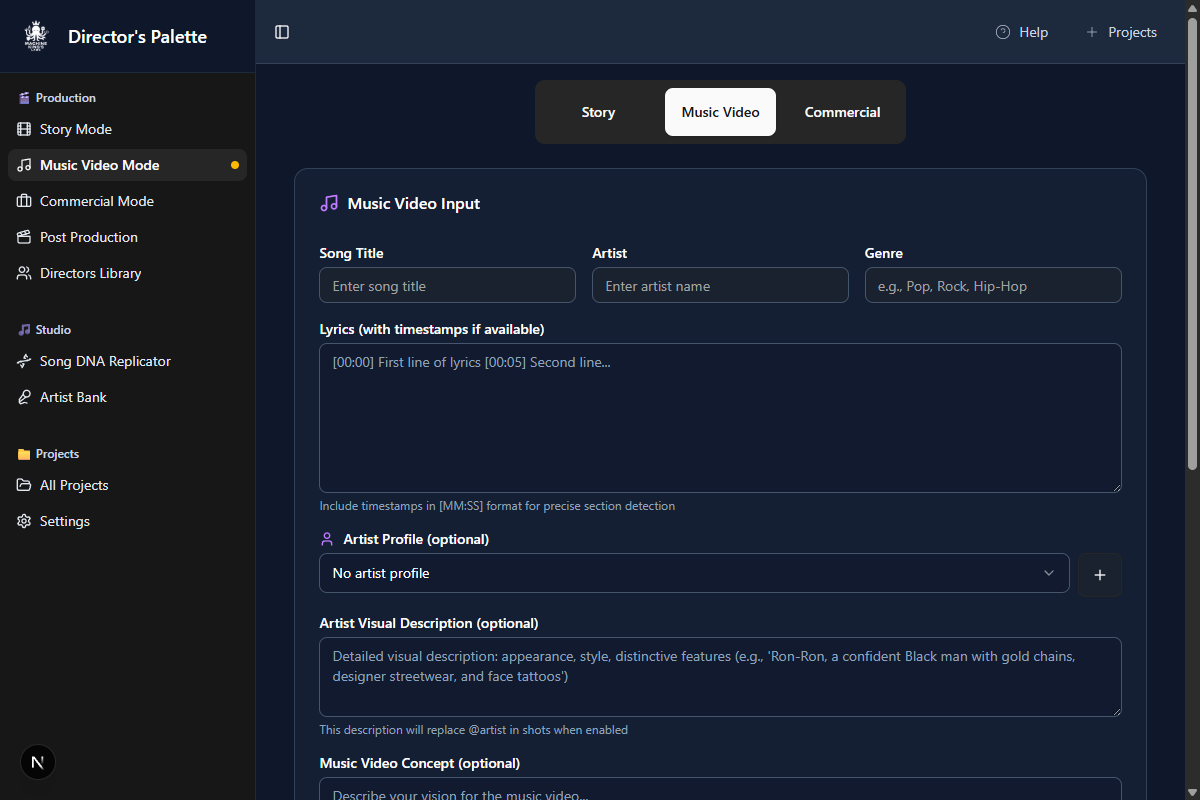 MACHINE
KING'S
LABS
Director's Palette
Help
Projects
Production
Story Mode
Music Video Mode
Commercial Mode
Post Production
Directors Library
Studio
Song DNA Replicator
Artist Bank
Projects
All Projects
Settings
N
Story
Music Video
Commercial
Music Video Input
Song Title
Artist
Genre
Enter song title
Enter artist name
e.g., Pop, Rock, Hip-Hop
Lyrics (with timestamps if available)
[00:00] First line of lyrics [00:05] Second line...
Include timestamps in [MM:SS] format for precise section detection
Artist Profile (optional)
No artist profile
Artist Visual Description (optional)
Detailed visual description: appearance, style, distinctive features (e.g., 'Ron-Ron, a confident Black man with gold chains,
designer streetwear, and face tattoos')
This description will replace @artist in shots when enabled
Music Video Concept (optional)
Describe your vision for the music video...